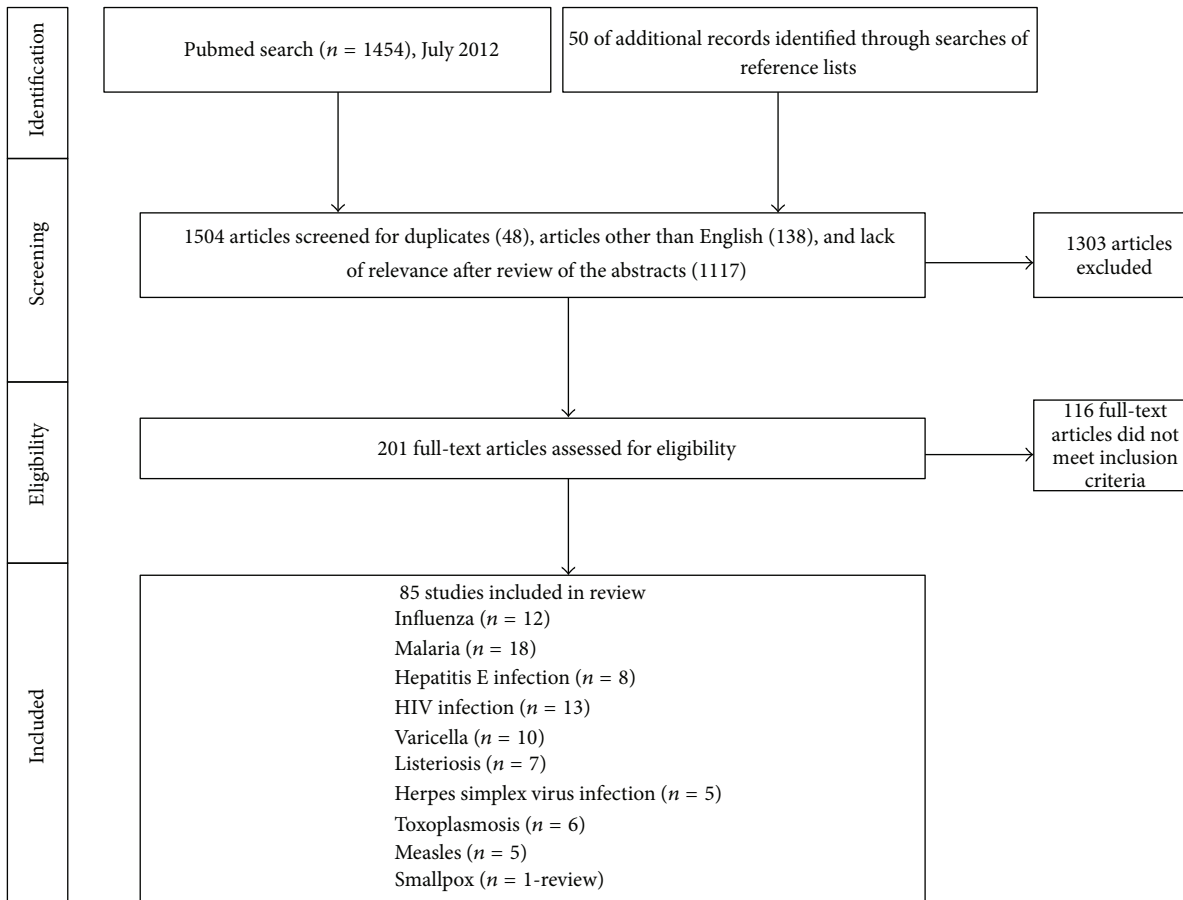 Identification
Pubmed search (n = 1454), July 2012
50 of additional records identified through searches of
reference lists
Screening
1504 articles screened for duplicates (48), articles other than English (138), and lack
of relevance after review of the abstracts (1117)
1303 articles
excluded
Eligibility
201 full-text articles assessed for eligibility
116 full-text
articles did not
meet inclusion
criteria
Included
85 studies included in review
Influenza (n = 12)
Malaria (n = 18)
Hepatitis E infection (n = 8)
HIV infection (n = 13)
Varicella (n = 10)
Listeriosis (n = 7)
Herpes simplex virus infection (n = 5)
Toxoplasmosis (n = 6)
Measles (n = 5)
Smallpox (n = 1-review)